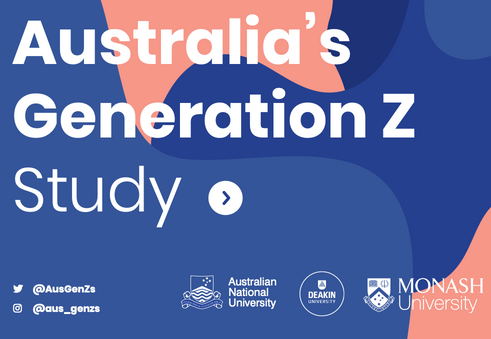 Australia's
Generation Z
Study
@AusGenZs
@aus_genzs
Australian
National
University
DEAKIN
UNIVERSITY
MONASH
University